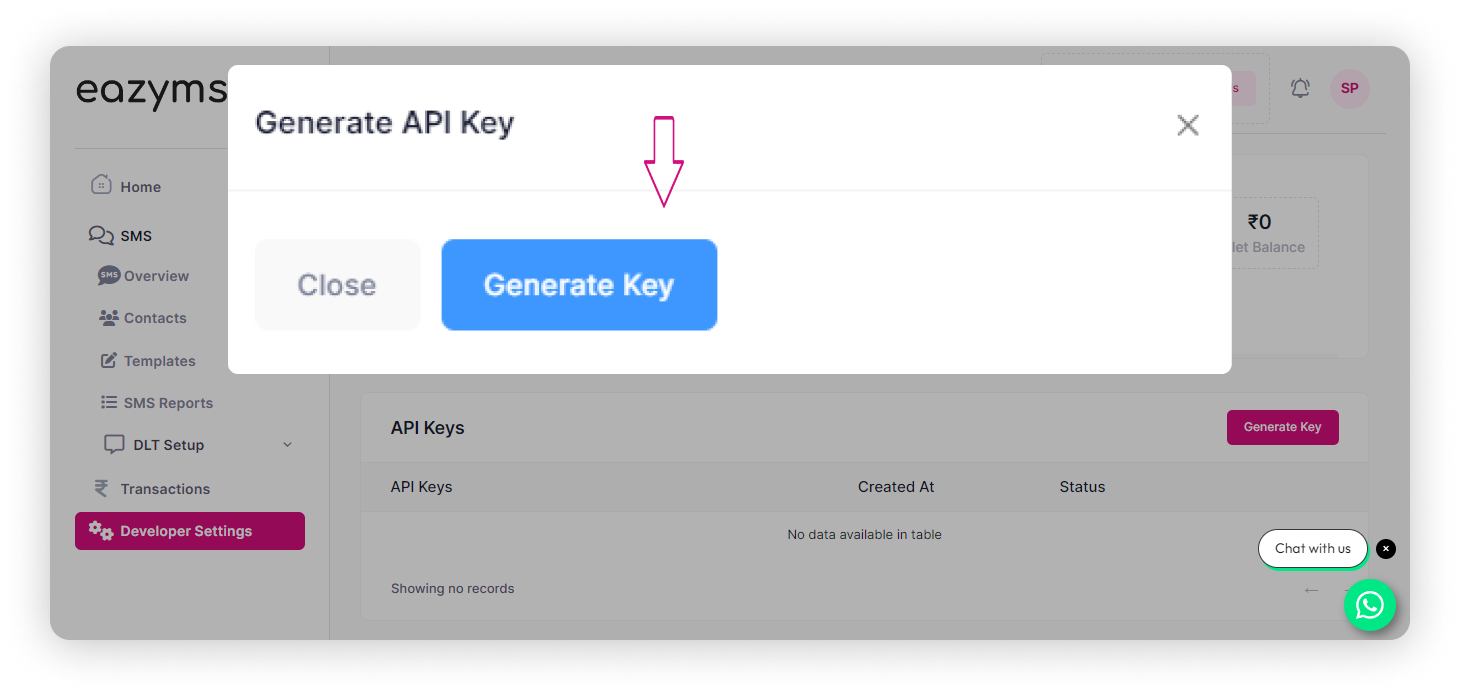 eazyms
Generate API Key
s
SP
Home
SMS
SMS
Overview
Contacts
Templates
SMS Reports
DLT Setup
Transactions
Developer Settings
Close
Generate Key
₹0
let Balance
API Keys
Generate Key
API Keys Created At Status
No data available in table
Showing no records
Chat with us